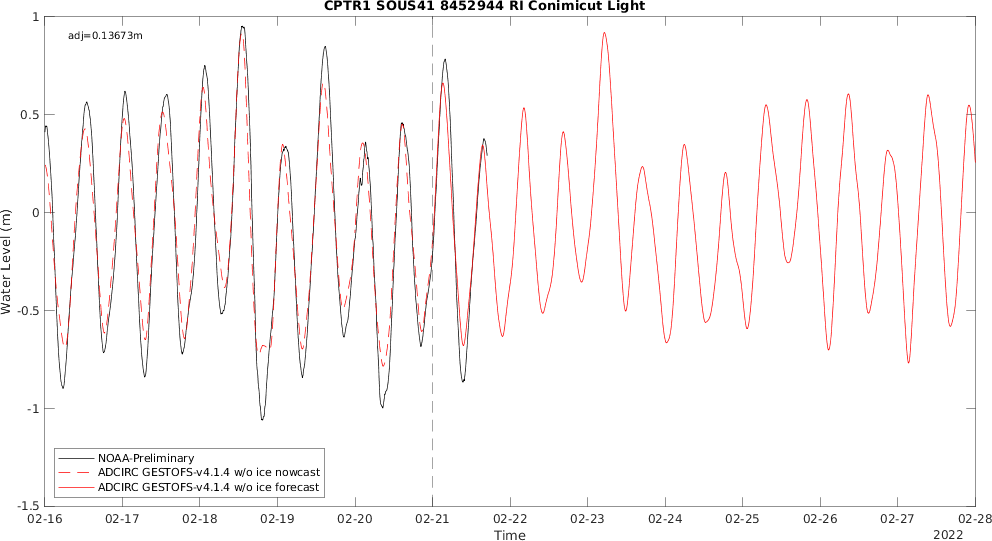 CPTR1 SOUS41 8452944 RI Conimicut Light
adj=0.13673m
1
0.5
0
-0.5
-1
-1.5
Water Level (m)
NOAA-Preliminary
ADCIRC GESTOFS-v4.1.4 w/o ice nowcast
ADCIRC GESTOFS-v4.1.4 w/o ice forecast
02-16 02-17 02-18 02-19 02-20 02-21 02-22 02-23 02-24 02-25 02-26 02-27 02-28
Time
2022